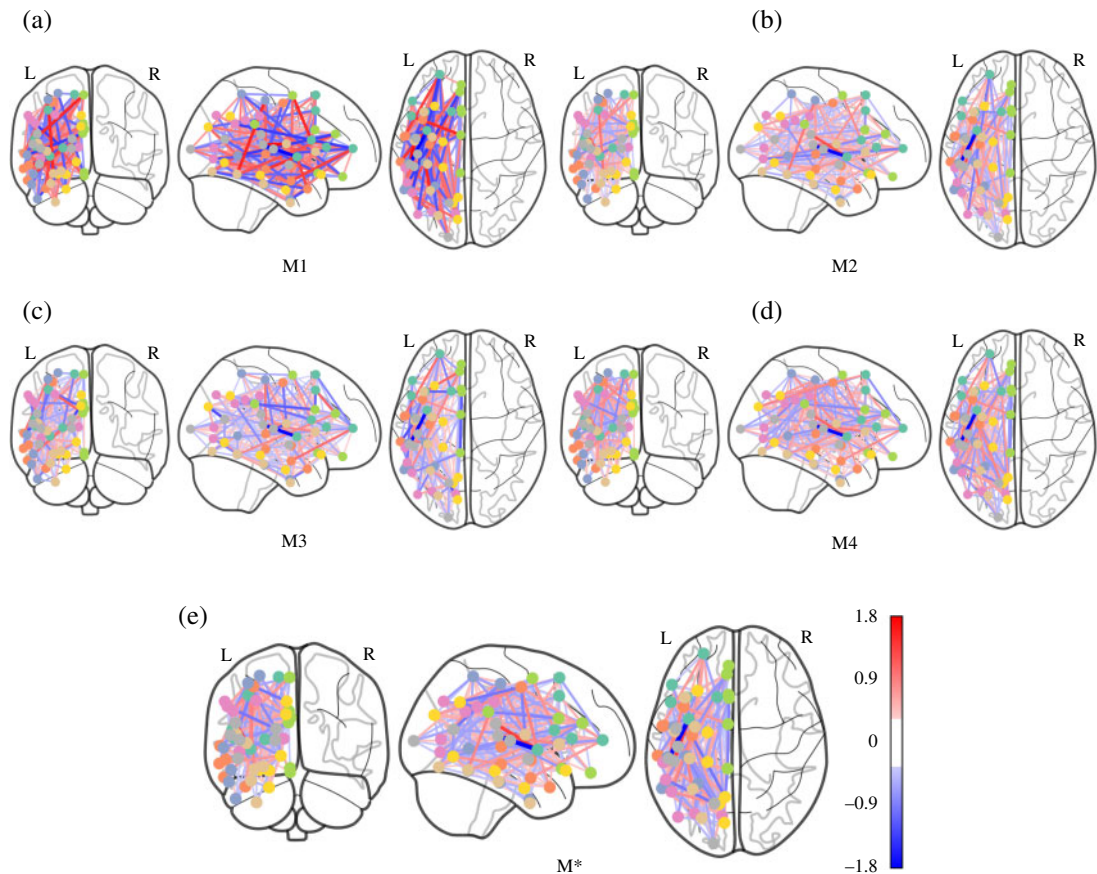 (a)
(b)
L R L R L R L R
M1
M2
(c)
(d)
L R L R L R L R
M3
M4
(e)
L R L R
1.8
0.9
0
–0.9
–1.8
M*